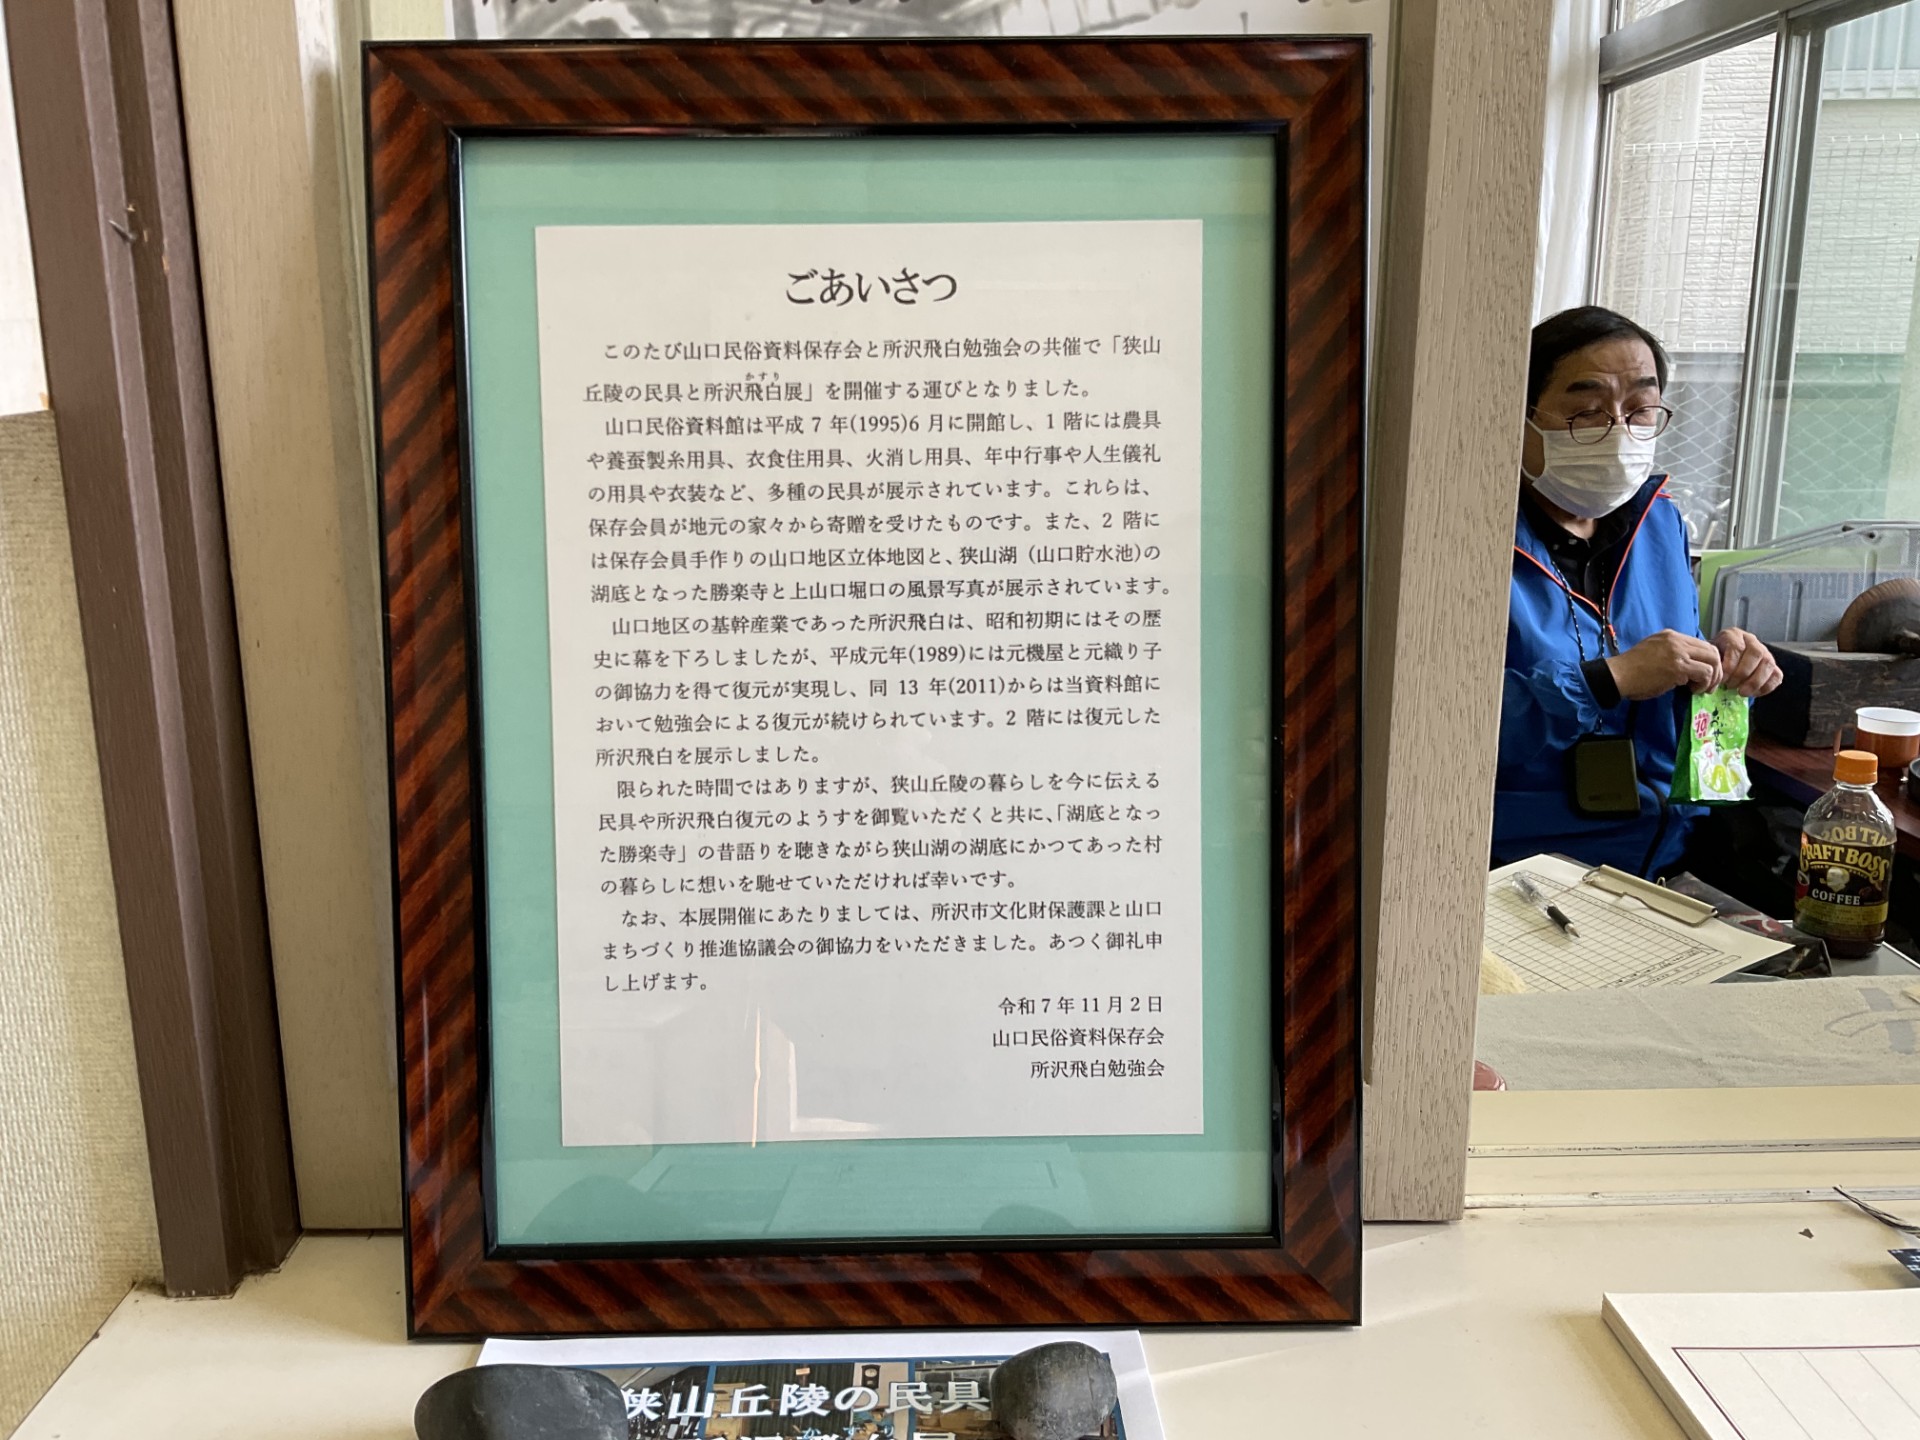 ごあいさつ
このたび山口民俗資料保存会と所沢飛白勉強会の共催で「狭山
かすり
丘陵の民具と所沢飛白展」を開催する運びとなりました。
山口民俗資料館は平成 7 年(1995)6 月に開館し、1 階には農具
や養蚕製糸用具、衣食住用具、火消し用具、年中行事や人生儀礼
の用具や衣装など、多種の民具が展示されています。これらは、
保存会員が地元の家々から寄贈を受けたものです。また、2 階に
は保存会員手作りの山口地区立体地図と、狭山湖（山口貯水池)の
湖底となった勝楽寺と上山口堀口の風景写真が展示されています。
山口地区の基幹産業であった所沢飛白は、昭和初期にはその歴
史に幕を下ろしましたが、平成元年(1989)には元機屋と元織り子
の御協力を得て復元が実現し、同 13 年(2011)からは当資料館に
おいて勉強会による復元が続けられています。2 階には復元した
所沢飛白を展示しました。
限られた時間ではありますが、狭山丘陵の暮らしを今に伝える
民具や所沢飛白復元のようすを御覧いただくと共に、「湖底となっ
た勝楽寺」の昔語りを聴きながら狭山湖の湖底にかつてあった村
の暮らしに想いを馳せていただければ幸いです。
なお、本展開催にあたりましては、所沢市文化財保護課と山口
まちづくり推進協議会の御協力をいただきました。あつく御礼申
し上げます。
令和 7 年 11 月 2 日
山口民俗資料保存会
所沢飛白勉強会
狭山丘陵の民具
CRAFT BOSS
COFFEE